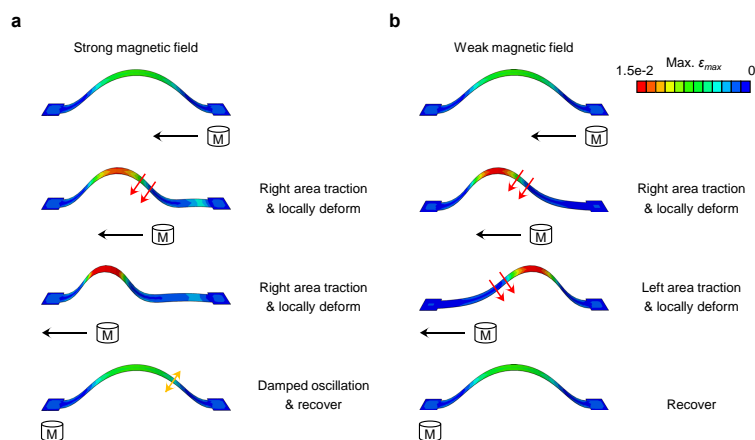 a
Strong magnetic field
M
Right area traction
& locally deform
M
Right area traction
& locally deform
M
Damped oscillation
& recover
M
b
Weak magnetic field
Max. εmax
1.5e-2 0
M
Right area traction
& locally deform
M
Left area traction
& locally deform
M
Recover
M